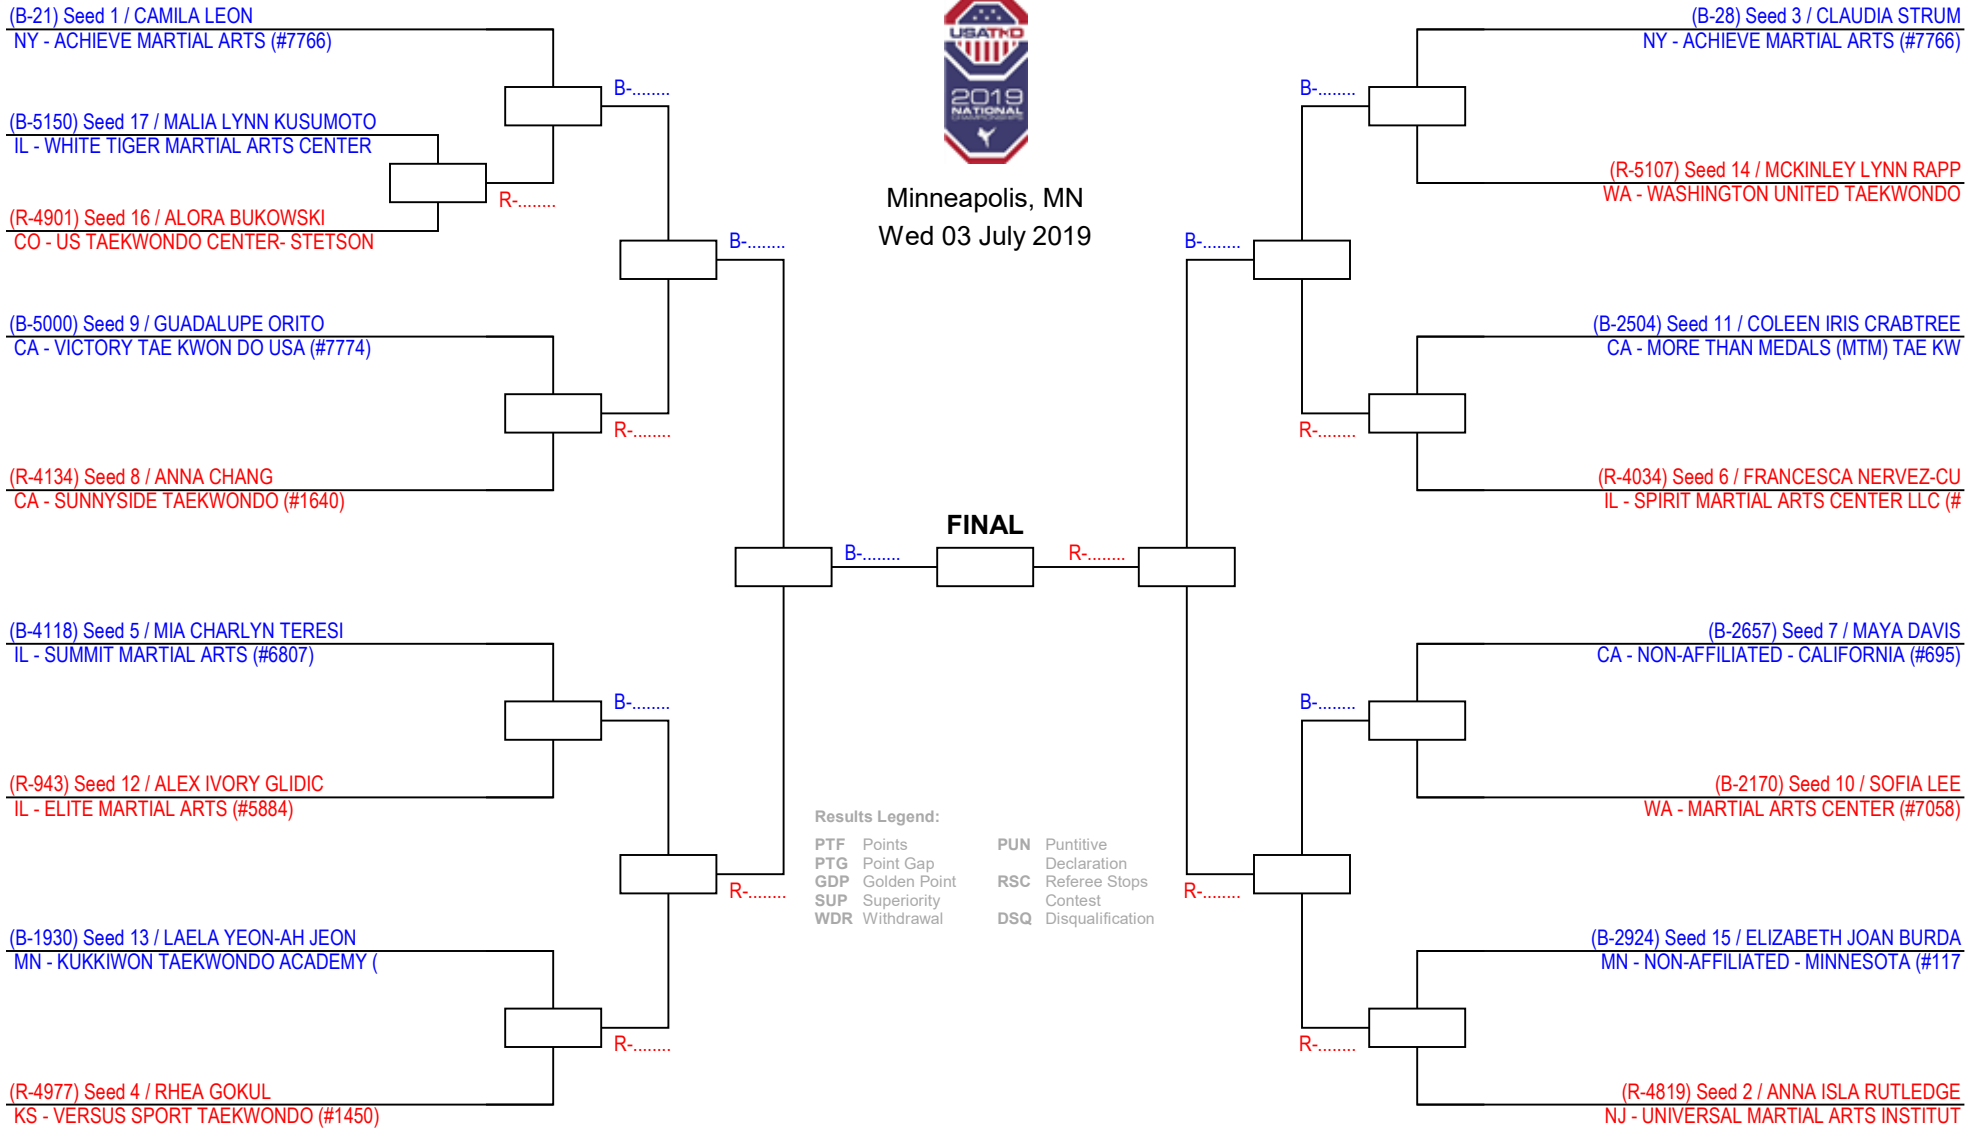 (B-21) Seed 1 / CAMILA LEON
NY - ACHIEVE MARTIAL ARTS (#7766)
B-........
(B-5150) Seed 17 / MALIA LYNN KUSUMOTO
IL - WHITE TIGER MARTIAL ARTS CENTER
R-........
(R-4901) Seed 16 / ALORA BUKOWSKI
CO - US TAEKWONDO CENTER- STETSON
B-........
(B-5000) Seed 9 / GUADALUPE ORITO
CA - VICTORY TAE KWON DO USA (#7774)
R-........
(R-4134) Seed 8 / ANNA CHANG
CA - SUNNYSIDE TAEKWONDO (#1640)
B-........
(B-4118) Seed 5 / MIA CHARLYN TERESI
IL - SUMMIT MARTIAL ARTS (#6807)
B-........
(R-943) Seed 12 / ALEX IVORY GLIDIC
IL - ELITE MARTIAL ARTS (#5884)
R-........
(B-1930) Seed 13 / LAELA YEON-AH JEON
MN - KUKKIWON TAEKWONDO ACADEMY (
R-........
(R-4977) Seed 4 / RHEA GOKUL
KS - VERSUS SPORT TAEKWONDO (#1450)
USATKD
2019
NATIONAL
CHAMPIONSHIPS
Minneapolis, MN
Wed 03 July 2019
FINAL
Results Legend:
PTF Points
PTG Point Gap
GDP Golden Point
SUP Superiority
WDR Withdrawal
PUN Puntitive
Declaration
RSC Referee Stops
Contest
DSQ Disqualification
(B-28) Seed 3 / CLAUDIA STRUM
NY - ACHIEVE MARTIAL ARTS (#7766)
B-........
(R-5107) Seed 14 / MCKINLEY LYNN RAPP
WA - WASHINGTON UNITED TAEKWONDO
B-........
(B-2504) Seed 11 / COLEEN IRIS CRABTREE
CA - MORE THAN MEDALS (MTM) TAE KW
R-........
(R-4034) Seed 6 / FRANCESCA NERVEZ-CU
IL - SPIRIT MARTIAL ARTS CENTER LLC (#
R-........
(B-2657) Seed 7 / MAYA DAVIS
CA - NON-AFFILIATED - CALIFORNIA (#695)
B-........
(B-2170) Seed 10 / SOFIA LEE
WA - MARTIAL ARTS CENTER (#7058)
R-........
(B-2924) Seed 15 / ELIZABETH JOAN BURDA
MN - NON-AFFILIATED - MINNESOTA (#117
R-........
(R-4819) Seed 2 / ANNA ISLA RUTLEDGE
NJ - UNIVERSAL MARTIAL ARTS INSTITUT